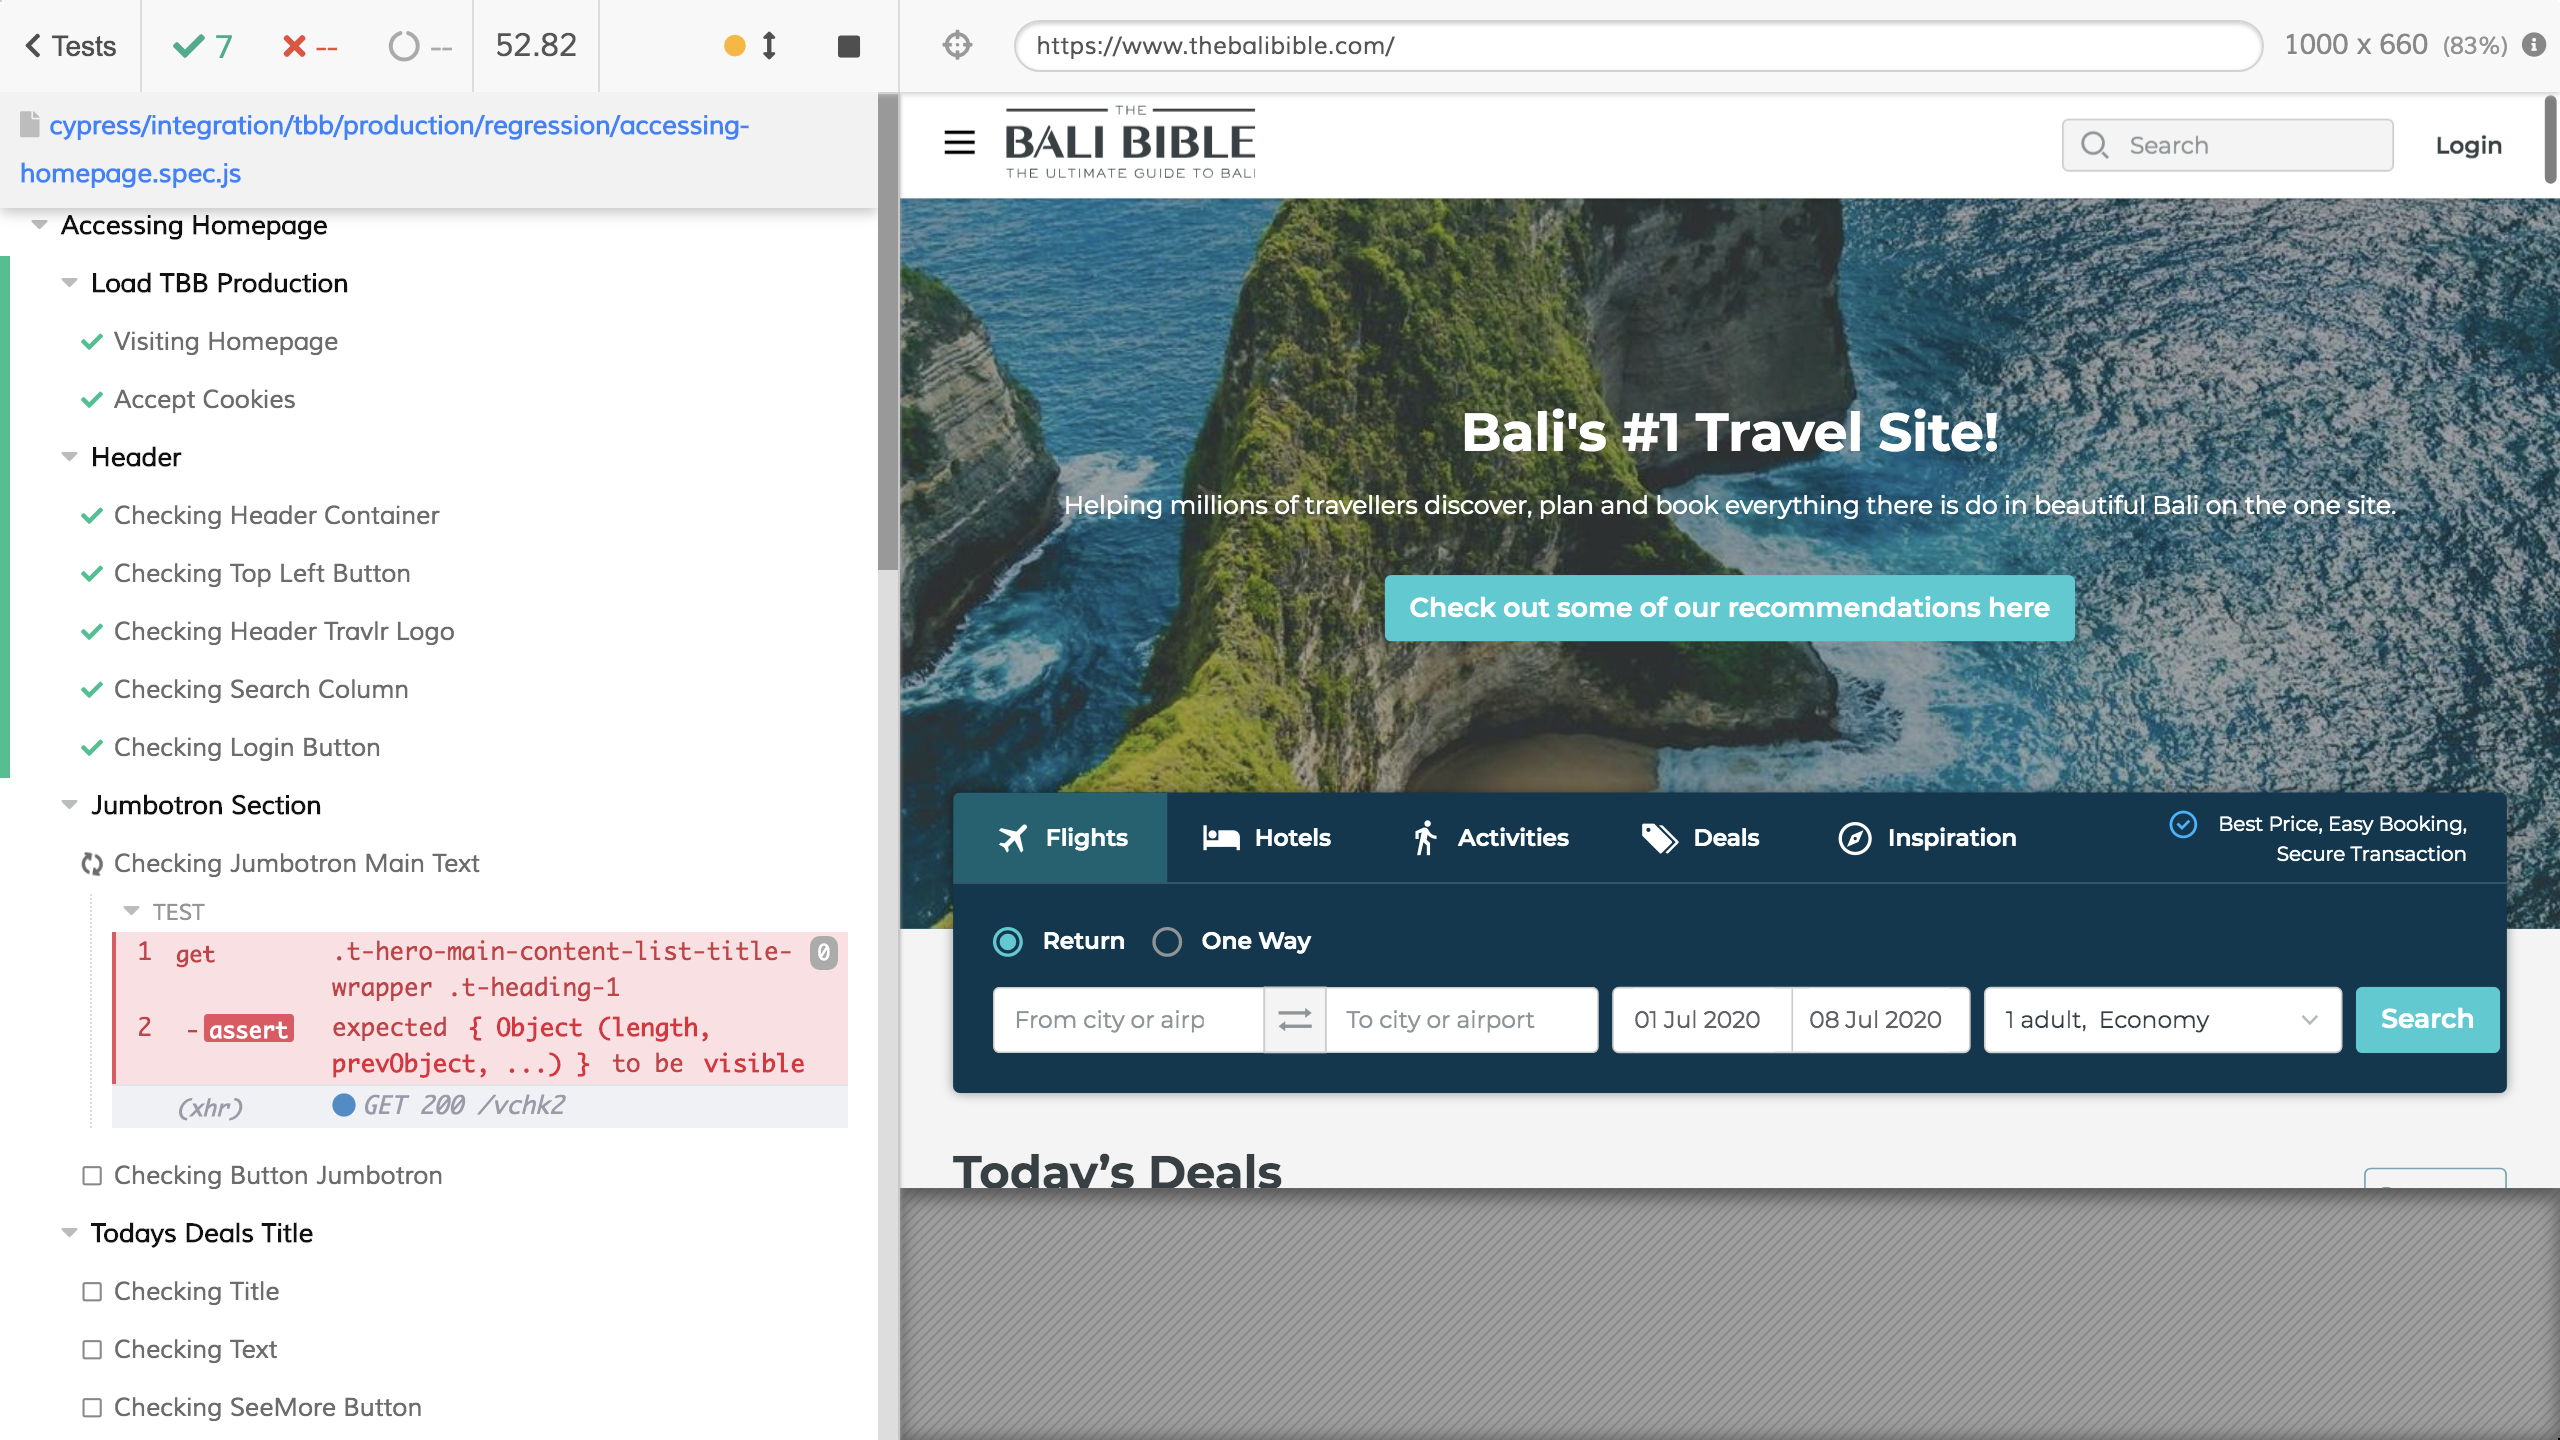 Tests
7
--
--
52.82
https://www.thebalibible.com/
1000 x 660 (83%)
cypress/integration/tbb/production/regression/accessing-
homepage.spec.js
Accessing Homepage
Load TBB Production
Visiting Homepage
Accept Cookies
Header
Checking Header Container
Checking Top Left Button
Checking Header Travlr Logo
Checking Search Column
Checking Login Button
Jumbotron Section
Checking Jumbotron Main Text
TEST
1 get .t-hero-main-content-list-title- 0
wrapper .t-heading-1
2 -assert expected { Object (length,
prevObject, ...) } to be visible
(xhr) GET 200 /vchk2
Checking Button Jumbotron
Todays Deals Title
Checking Title
Checking Text
Checking SeeMore Button
THE
BALI BIBLE
THE ULTIMATE GUIDE TO BALI
Search
Login
Bali's #1 Travel Site!
Helping millions of travellers discover, plan and book everything there is do in beautiful Bali on the one site.
Check out some of our recommendations here
Flights
Hotels
Activities
Deals
Inspiration
Best Price, Easy Booking,
Secure Transaction
Return
One Way
From city or airp
To city or airport
01 Jul 2020
08 Jul 2020
1 adult, Economy
Search
Today’s Deals